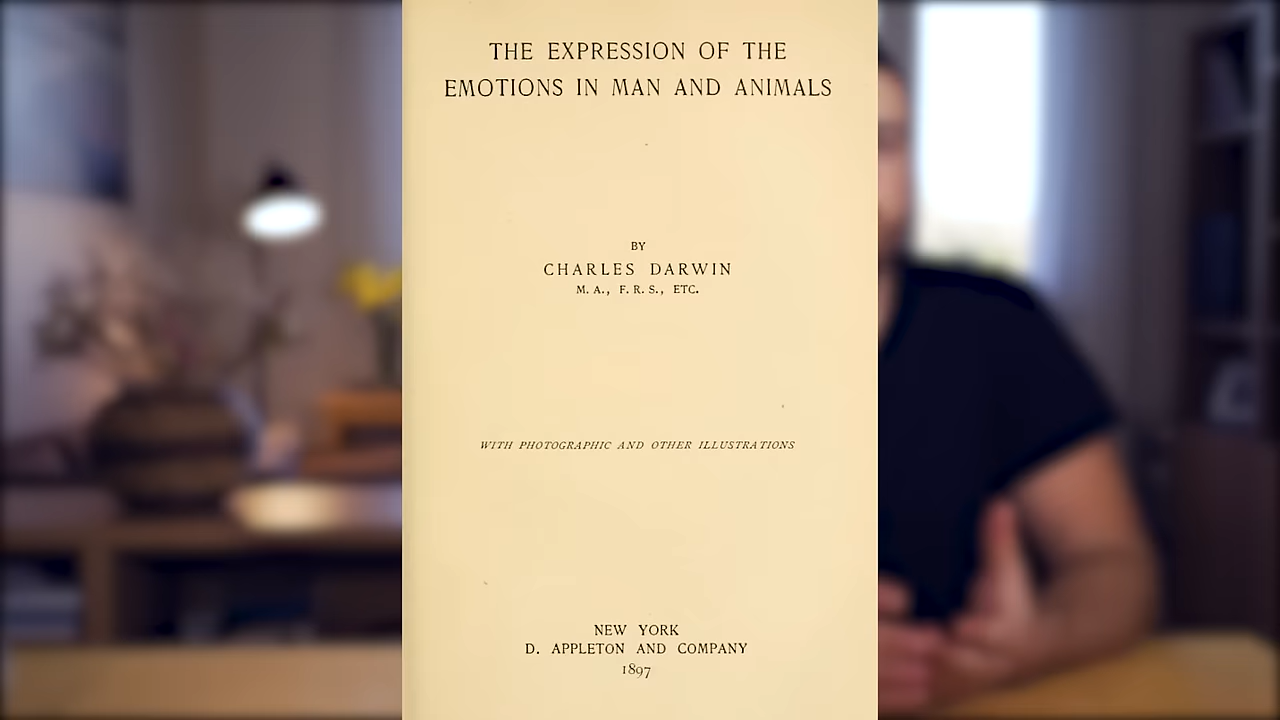 THE EXPRESSION OF THE
EMOTIONS IN MAN AND ANIMALS
BY
CHARLES DARWIN
M. A., F. R. S., ETC.
WITH PHOTOGRAPHIC AND OTHER ILLUSTRATIONS
NEW YORK
D. APPLETON AND COMPANY
1897